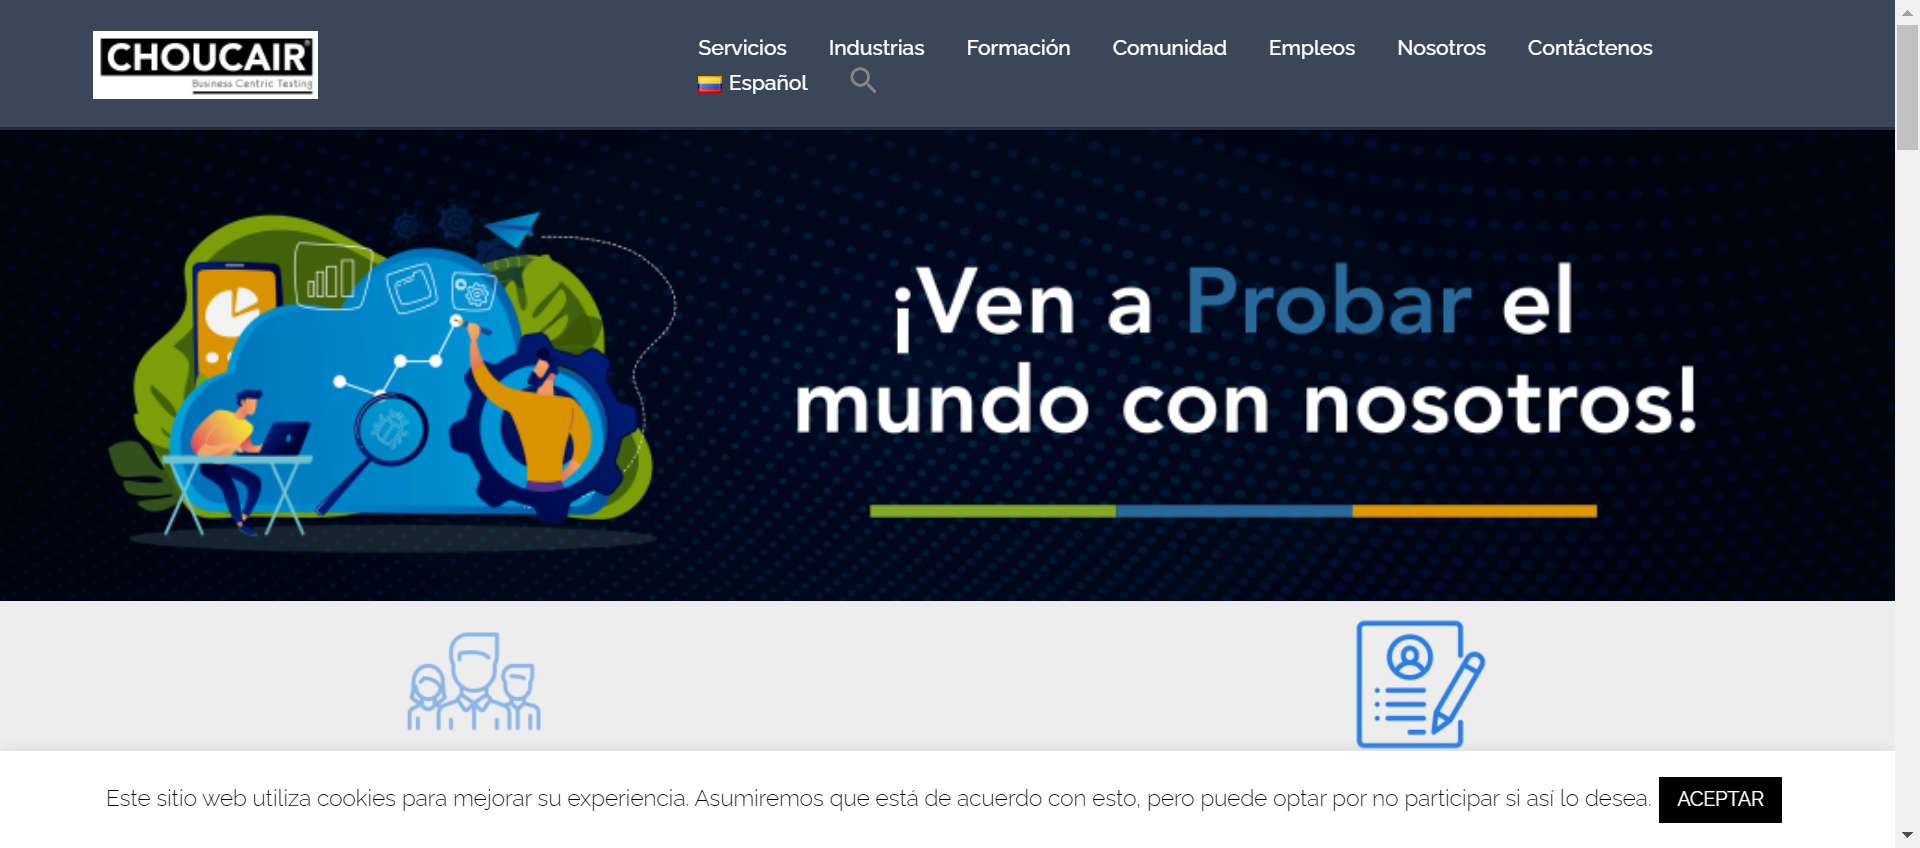 CHOUCAIR®
Business Centric Testing
Servicios Industrias Formación Comunidad Empleos Nosotros Contáctenos
Español
¡Ven a Probar el
mundo con nosotros!
Este sitio web utiliza cookies para mejorar su experiencia. Asumiremos que está de acuerdo con esto, pero puede optar por no participar si así lo desea. ACEPTAR